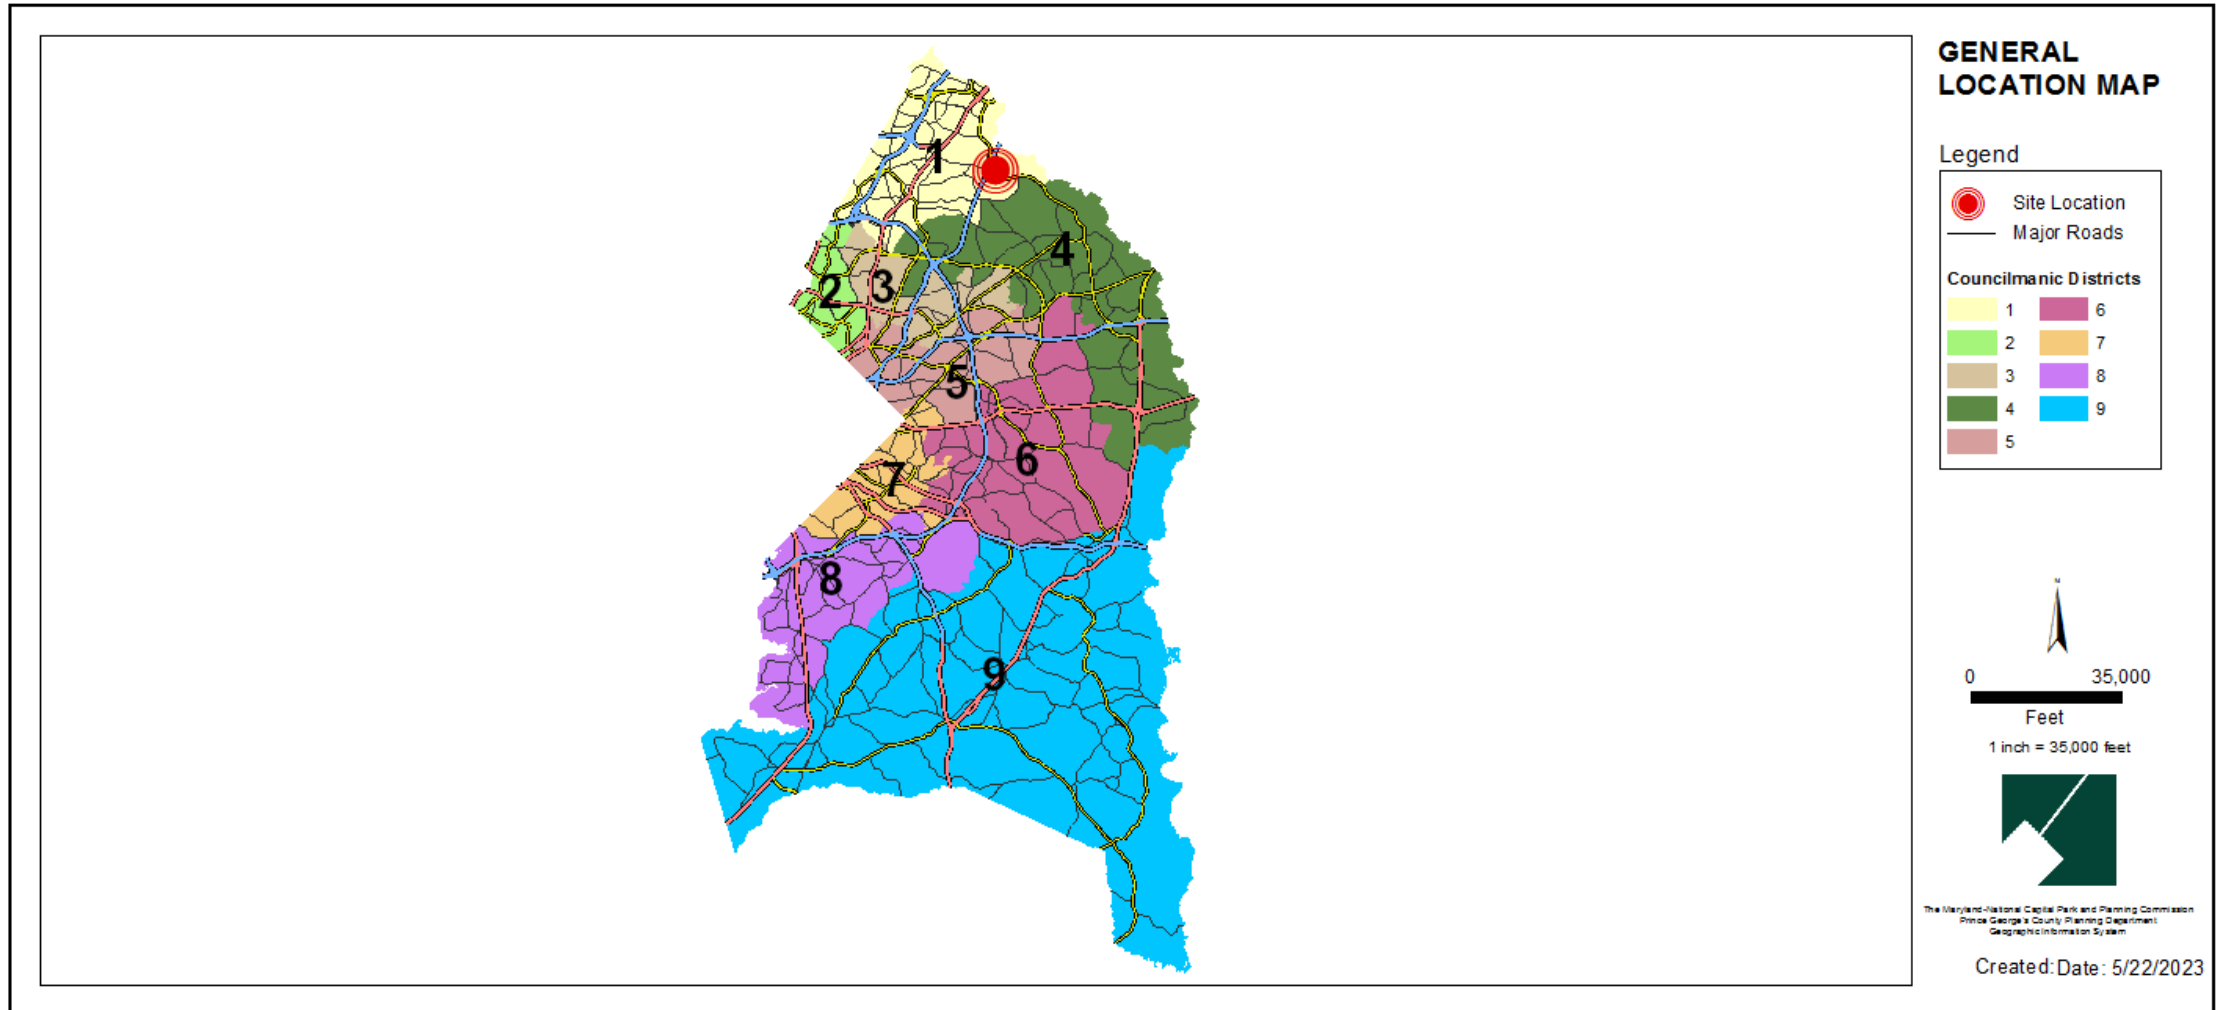 GENERAL
LOCATION MAP
Legend
Site Location
Major Roads
Councilmanic Districts
1 6
2 7
3 8
4 9
5
1
2
3
4
5
6
7
8
9
N
0 35,000
Feet
1 inch = 35,000 feet
The Maryland-National Capital Park and Planning Commission
Prince George's County Planning Department
Geographic Information System
Created: Date: 5/22/2023